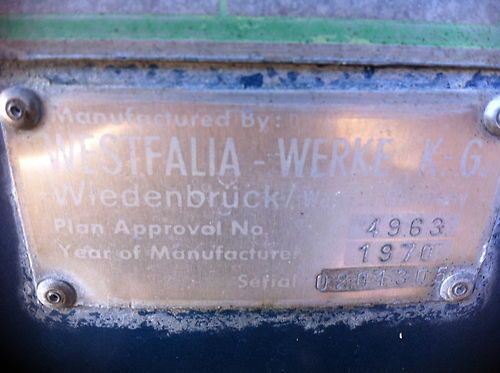 Manufactured By:
WESTFALIA - WERKE K.G.
Wiedenbrück/
Plan Approval No. 4963
Year of Manufacture 1970
Serial